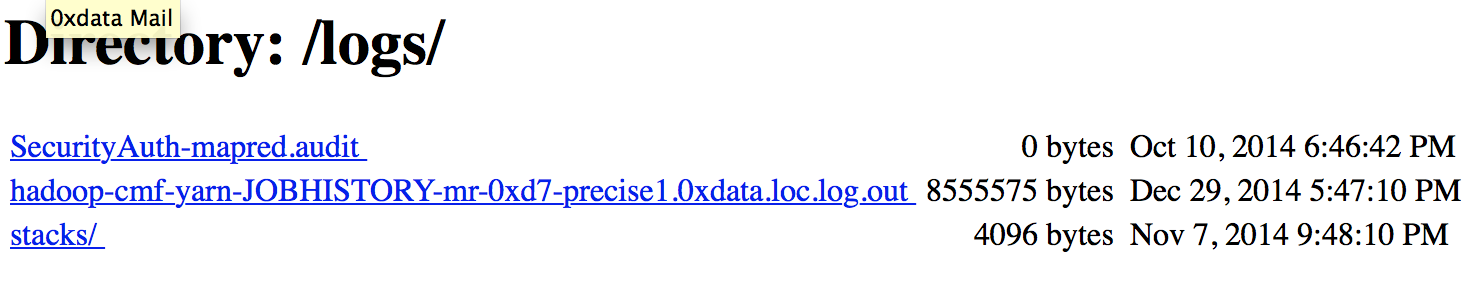 0xdata Mail
Directory: /logs/
SecurityAuth-mapred.audit 0 bytes Oct 10, 2014 6:46:42 PM
hadoop-cmf-yarn-JOBHISTORY-mr-0xd7-precise1.0xdata.loc.log.out 8555575 bytes Dec 29, 2014 5:47:10 PM
stacks/ 4096 bytes Nov 7, 2014 9:48:10 PM